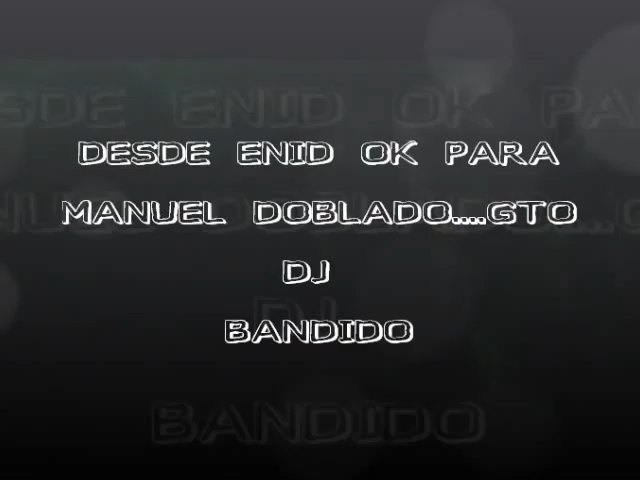 DESDE ENID OK PARA
MANUEL DOBLADO....GTO
DJ
BANDIDO